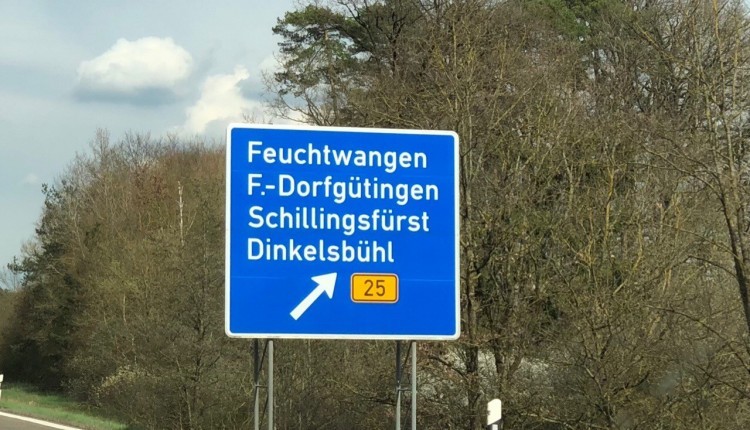 Feuchtwangen
F.-Dorfgütingen
Schillingsfürst
Dinkelsbühl
25